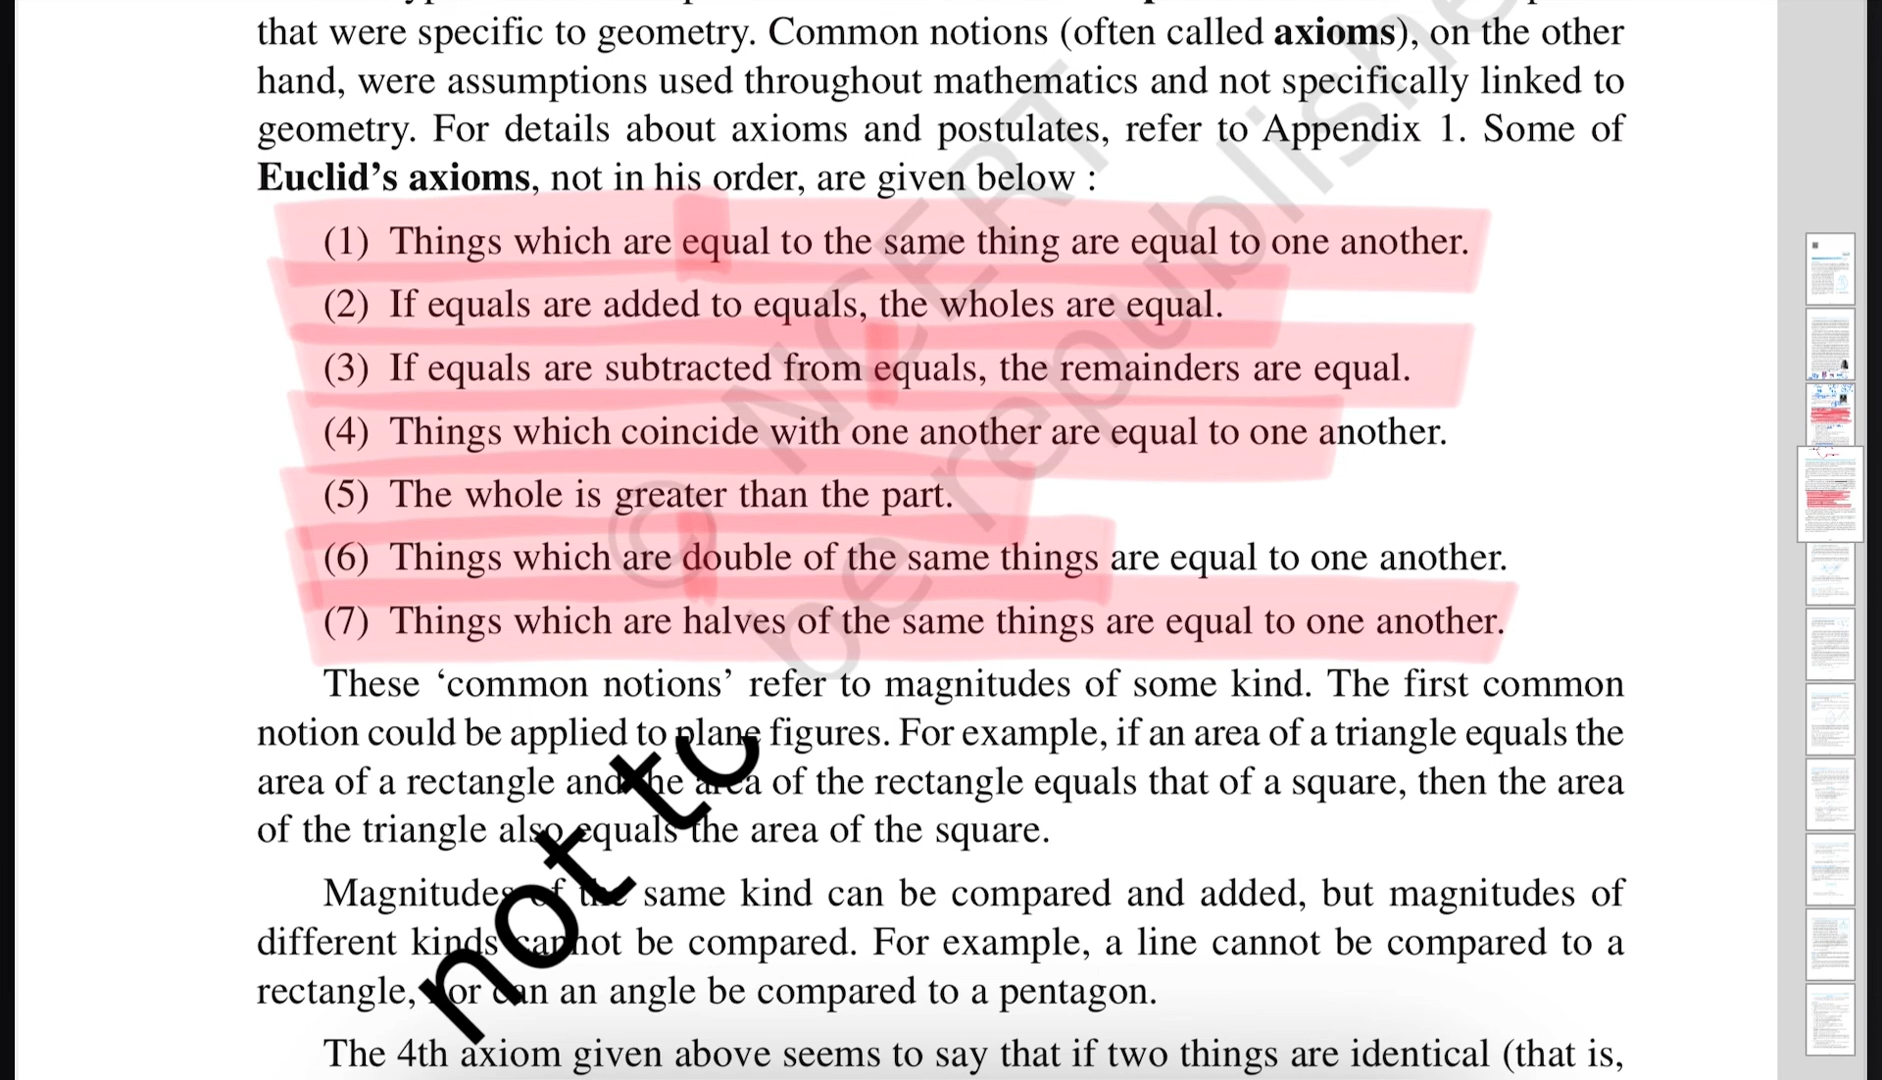 that were specific to geometry. Common notions (often called axioms), on the other
hand, were assumptions used throughout mathematics and not specifically linked to
geometry. For details about axioms and postulates, refer to Appendix 1. Some of
Euclid's axioms, not in his order, are given below :
(1) Things which are equal to the same thing are equal to one another.
(2) If equals are added to equals, the wholes are equal.
(3) If equals are subtracted from equals, the remainders are equal.
(4) Things which coincide with one another are equal to one another.
(5) The whole is greater than the part.
(6) Things which are double of the same things are equal to one another.
(7) Things which are halves of the same things are equal to one another.
These ‘common notions’ refer to magnitudes of some kind. The first common
notion could be applied to plane figures. For example, if an area of a triangle equals the
area of a rectangle and the area of the rectangle equals that of a square, then the area
of the triangle also equals the area of the square.
Magnitudes of the same kind can be compared and added, but magnitudes of
different kinds cannot be compared. For example, a line cannot be compared to a
rectangle, nor can an angle be compared to a pentagon.
The 4th axiom given above seems to say that if two things are identical (that is,
© NCERT
not to be republishe